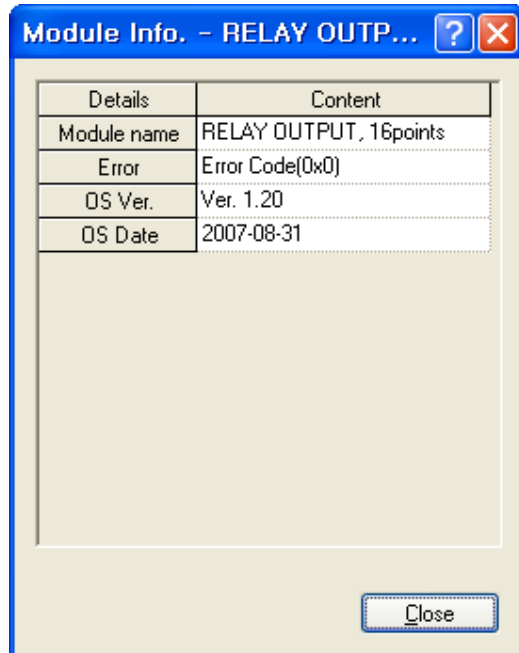 Module Info. - RELAY OUTP... ?
Details Content
Module name RELAY OUTPUT, 16points
Error Error Code(0x0)
OS Ver. Ver. 1.20
OS Date 2007-08-31
Close